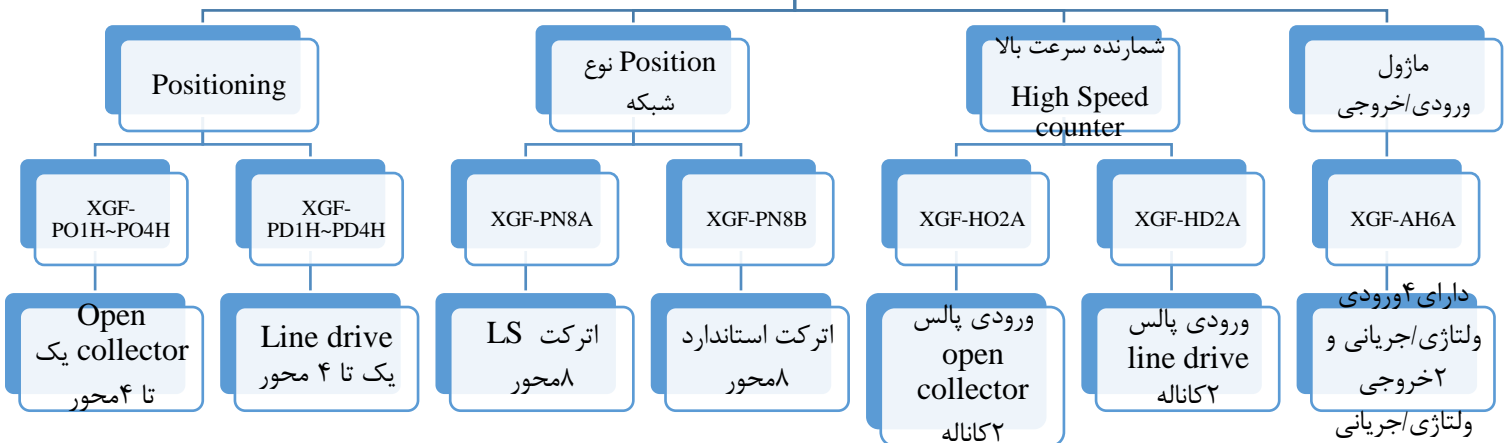 Positioning
Position نوع
شبکه
شمارنده سرعت بالا
High Speed
counter
ماژول
ورودی/خروجی
XGF-
PO1H~PO4H
XGF-
PD1H~PD4H
XGF-PN8A
XGF-PN8B
XGF-HO2A
XGF-HD2A
XGF-AH6A
Open
collector یک
تا ۴محور
Line drive
یک تا ۴ محور
اترکت LS
۸محور
اترکت استاندارد
۸محور
ورودی پالس
open
collector
۲کاناله
ورودی پالس
line drive
۲کاناله
دارای۴ورودی
ولتاژی/جریانی و
۲خروجی
ولتاژی/جریانی